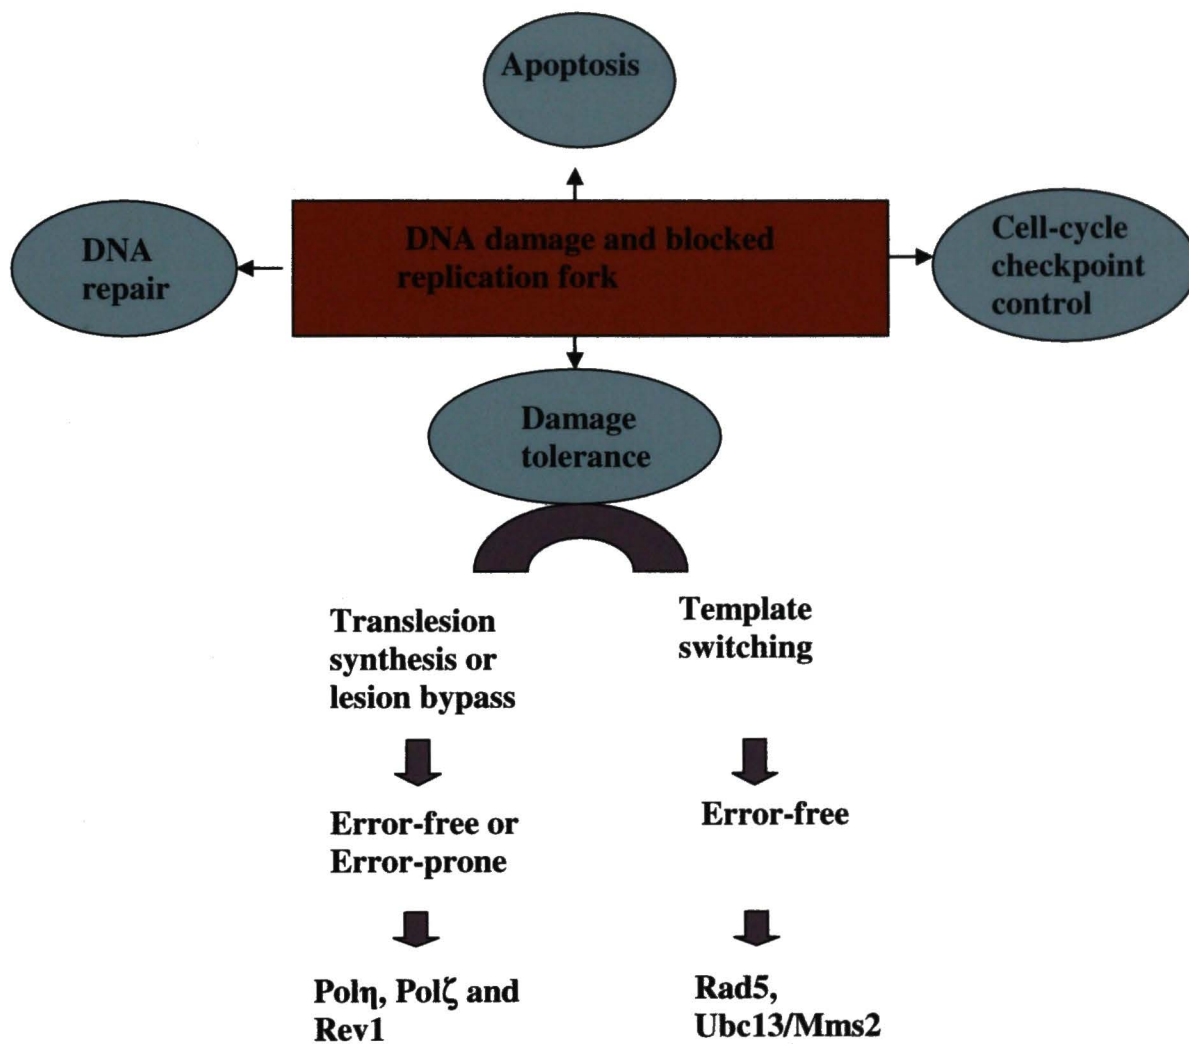 Apoptosis
DNA damage and blocked
replication fork
DNA
repair
Cell-cycle
checkpoint
control
Damage
tolerance
Translesion
synthesis or
lesion bypass
Template
switching
Error-free or
Error-prone
Error-free
Polη, Polζ and
Rev1
Rad5,
Ubc13/Mms2